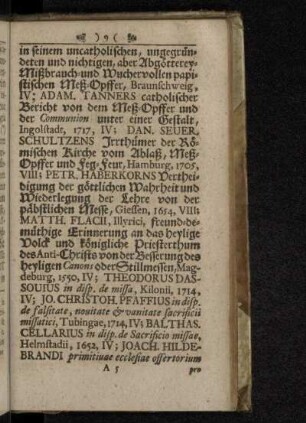 ) 9 (
in seinem uncatholischen, ungegrün-
deten und nichtigen, aber Abgötterey-
Mißbrauch- und Wuchervollen papi-
stischen Meß-Opffer, Braunschweig,
IV; ADAM. TANNERS catholischer
Bericht von dem Meß-Opffer und
der Communion unter einer Gestalt,
Ingolstadt, 1717, IV; DAN. SEUER.
SCHULTZENS Irrthümer der Rö-
mischen Kirche vom Ablaß, Meß-
Opffer und Feg-Feur, Hamburg, 1705,
VIII; PETR. HABERKORNS Verthei-
digung der göttlichen Wahrheit und
Wiederlegung der Lehre von der
päbstlichen Messe, Giessen, 1654, VIII;
MATTH. FLACII, Illyrici, freund-de-
müthige Erinnerung an das heylige
Volck und königliche Priesterthum
des Anti-Christs von der Besserung des
heyligen Canons oder Stillmessen, Mag-
deburg, 1550, IV; THEODORUS DAS-
SOUIUS in disp. de missa, Kilonii, 1714,
IV; JO. CHRISTOH. PFAFFIUS in disp.
de falsitate, nouitate & vanitate sacrificii
missatici, Tubingae, 1714, IV; BALTHAS.
CELLARIUS in disp. de Sacrificio missae,
Helmstadii, 1652, IV; JOACH. HILDE-
BRANDI primitiuae ecclesiae offertorium
A 5 pro